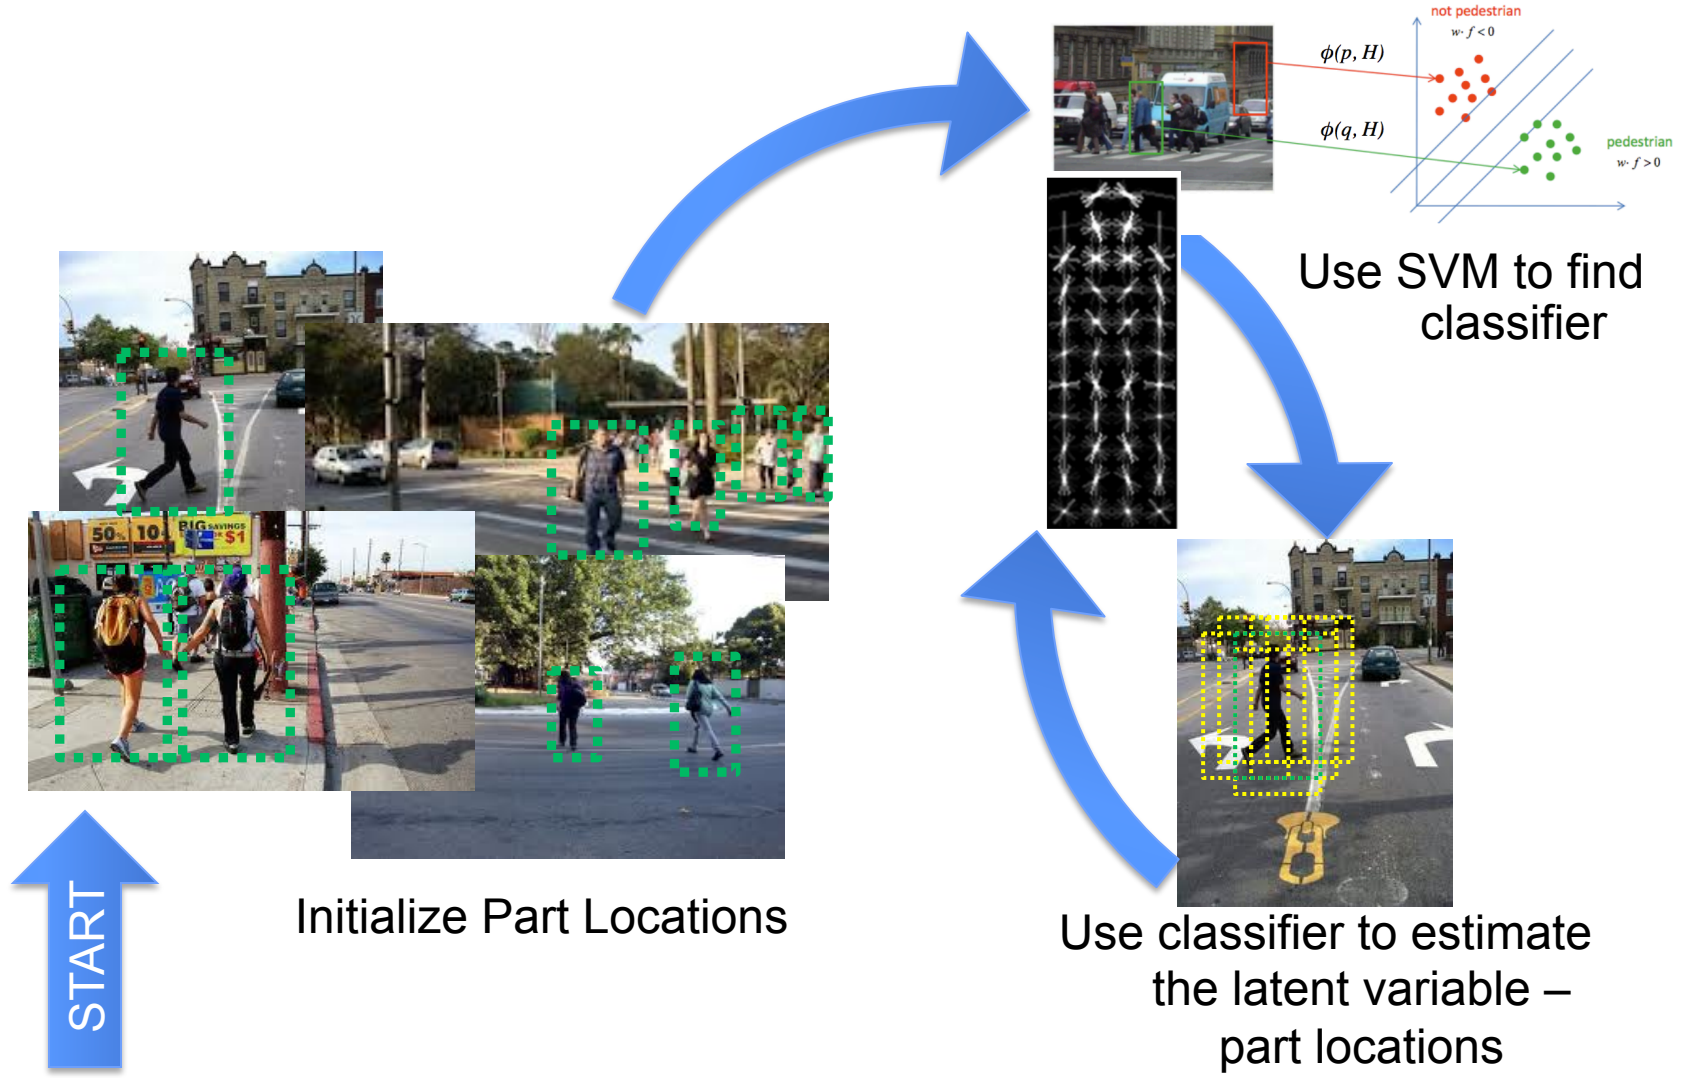 not pedestrian
w· f < 0
ϕ(p, H)
ϕ(q, H)
pedestrian
w· f > 0
Use SVM to find
classifier
50%
10
BIG SAVINGS
$1
START
Initialize Part Locations
Use classifier to estimate
the latent variable –
part locations